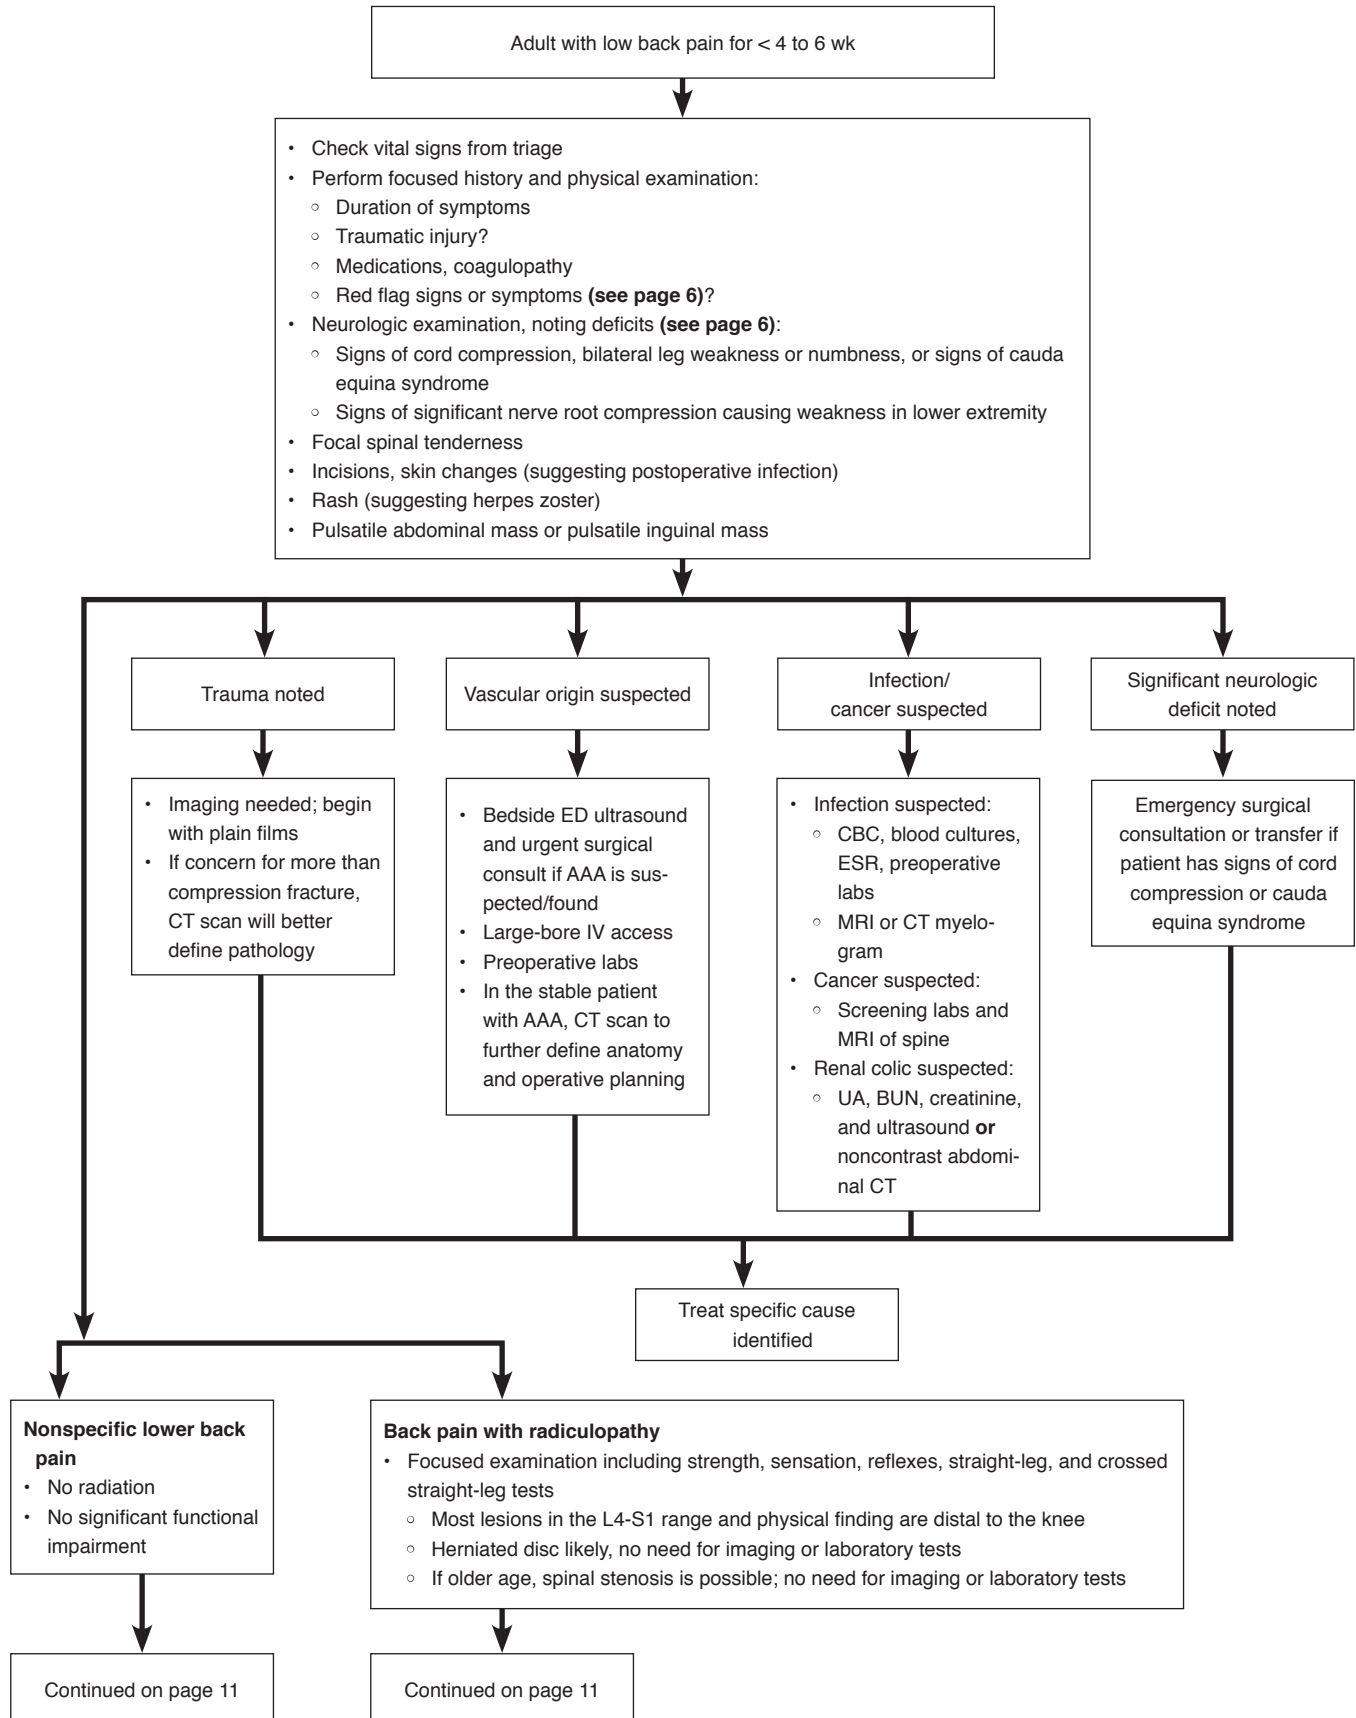 Adult with low back pain for < 4 to 6 wk
• Check vital signs from triage
• Perform focused history and physical examination:
○ Duration of symptoms
○ Traumatic injury?
○ Medications, coagulopathy
○ Red flag signs or symptoms (see page 6)?
• Neurologic examination, noting deficits (see page 6):
○ Signs of cord compression, bilateral leg weakness or numbness, or signs of cauda
equina syndrome
○ Signs of significant nerve root compression causing weakness in lower extremity
• Focal spinal tenderness
• Incisions, skin changes (suggesting postoperative infection)
• Rash (suggesting herpes zoster)
• Pulsatile abdominal mass or pulsatile inguinal mass
Trauma noted
Vascular origin suspected
Infection/
cancer suspected
Significant neurologic
deficit noted
• Imaging needed; begin
with plain films
• If concern for more than
compression fracture,
CT scan will better
define pathology
• Bedside ED ultrasound
and urgent surgical
consult if AAA is sus-
pected/found
• Large-bore IV access
• Preoperative labs
• In the stable patient
with AAA, CT scan to
further define anatomy
and operative planning
• Infection suspected:
○ CBC, blood cultures,
ESR, preoperative
labs
○ MRI or CT myelo-
gram
• Cancer suspected:
○ Screening labs and
MRI of spine
• Renal colic suspected:
○ UA, BUN, creatinine,
and ultrasound or
noncontrast abdomi-
nal CT
Emergency surgical
consultation or transfer if
patient has signs of cord
compression or cauda
equina syndrome
Treat specific cause
identified
Nonspecific lower back
pain
• No radiation
• No significant functional
impairment
Back pain with radiculopathy
• Focused examination including strength, sensation, reflexes, straight-leg, and crossed
straight-leg tests
○ Most lesions in the L4-S1 range and physical finding are distal to the knee
○ Herniated disc likely, no need for imaging or laboratory tests
○ If older age, spinal stenosis is possible; no need for imaging or laboratory tests
Continued on page 11
Continued on page 11